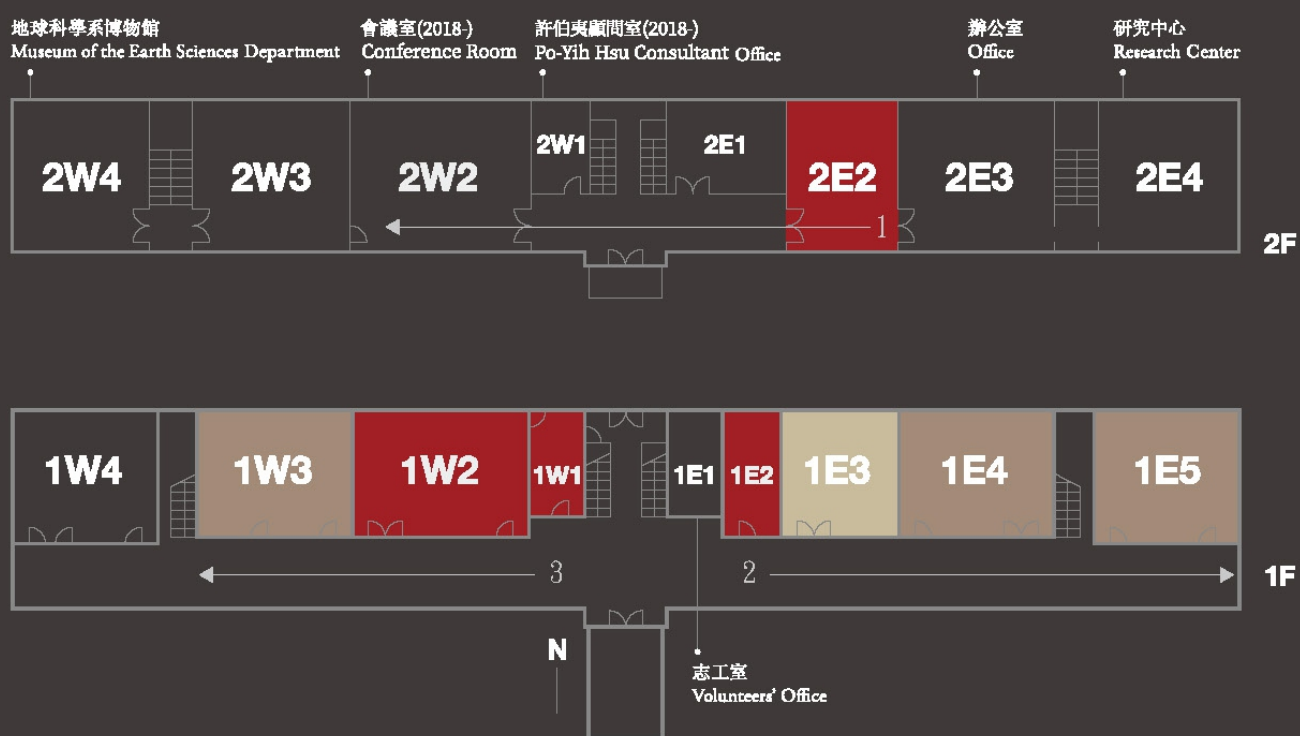 地球科學系博物館
Museum of the Earth Sciences Department
會議室(2018-)
Conference Room
許伯夷顧問室(2018-)
Po-Yih Hsu Consultant Office
辦公室
Office
研究中心
Research Center
2W4
2W3
2W2
2W1
2E1
2E2
2E3
2E4
1
2F
1W4
1W3
1W2
1W1
1E1
1E2
1E3
1E4
1E5
3
2
1F
N
志工室
Volunteers' Office